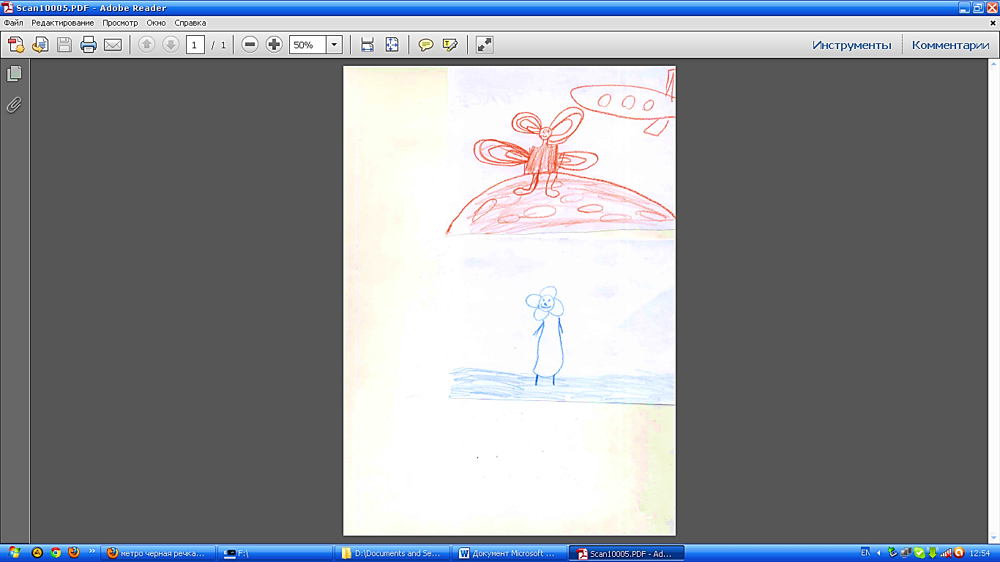 Scan10005.PDF - Adobe Reader
Файл Редактирование Просмотр Окно Справка
1 / 1 50% Инструменты Комментарии
метро черная речка... F:\ D:\Documents and Se... Документ Microsoft ... Scan10005.PDF - Ad... EN 12:54